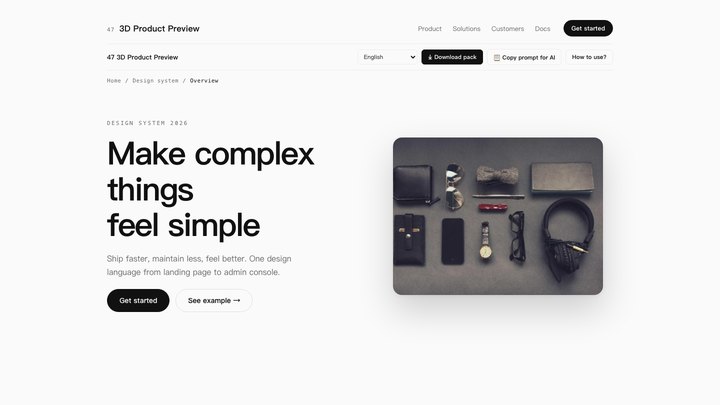 47 3D Product Preview
Product Solutions Customers Docs Get started
47 3D Product Preview
English Download pack 📋 Copy prompt for AI How to use?
Home / Design system / Overview
DESIGN SYSTEM 2026
Make complex
things
feel simple
Ship faster, maintain less, feel better. One design
language from landing page to admin console.
Get started See example →